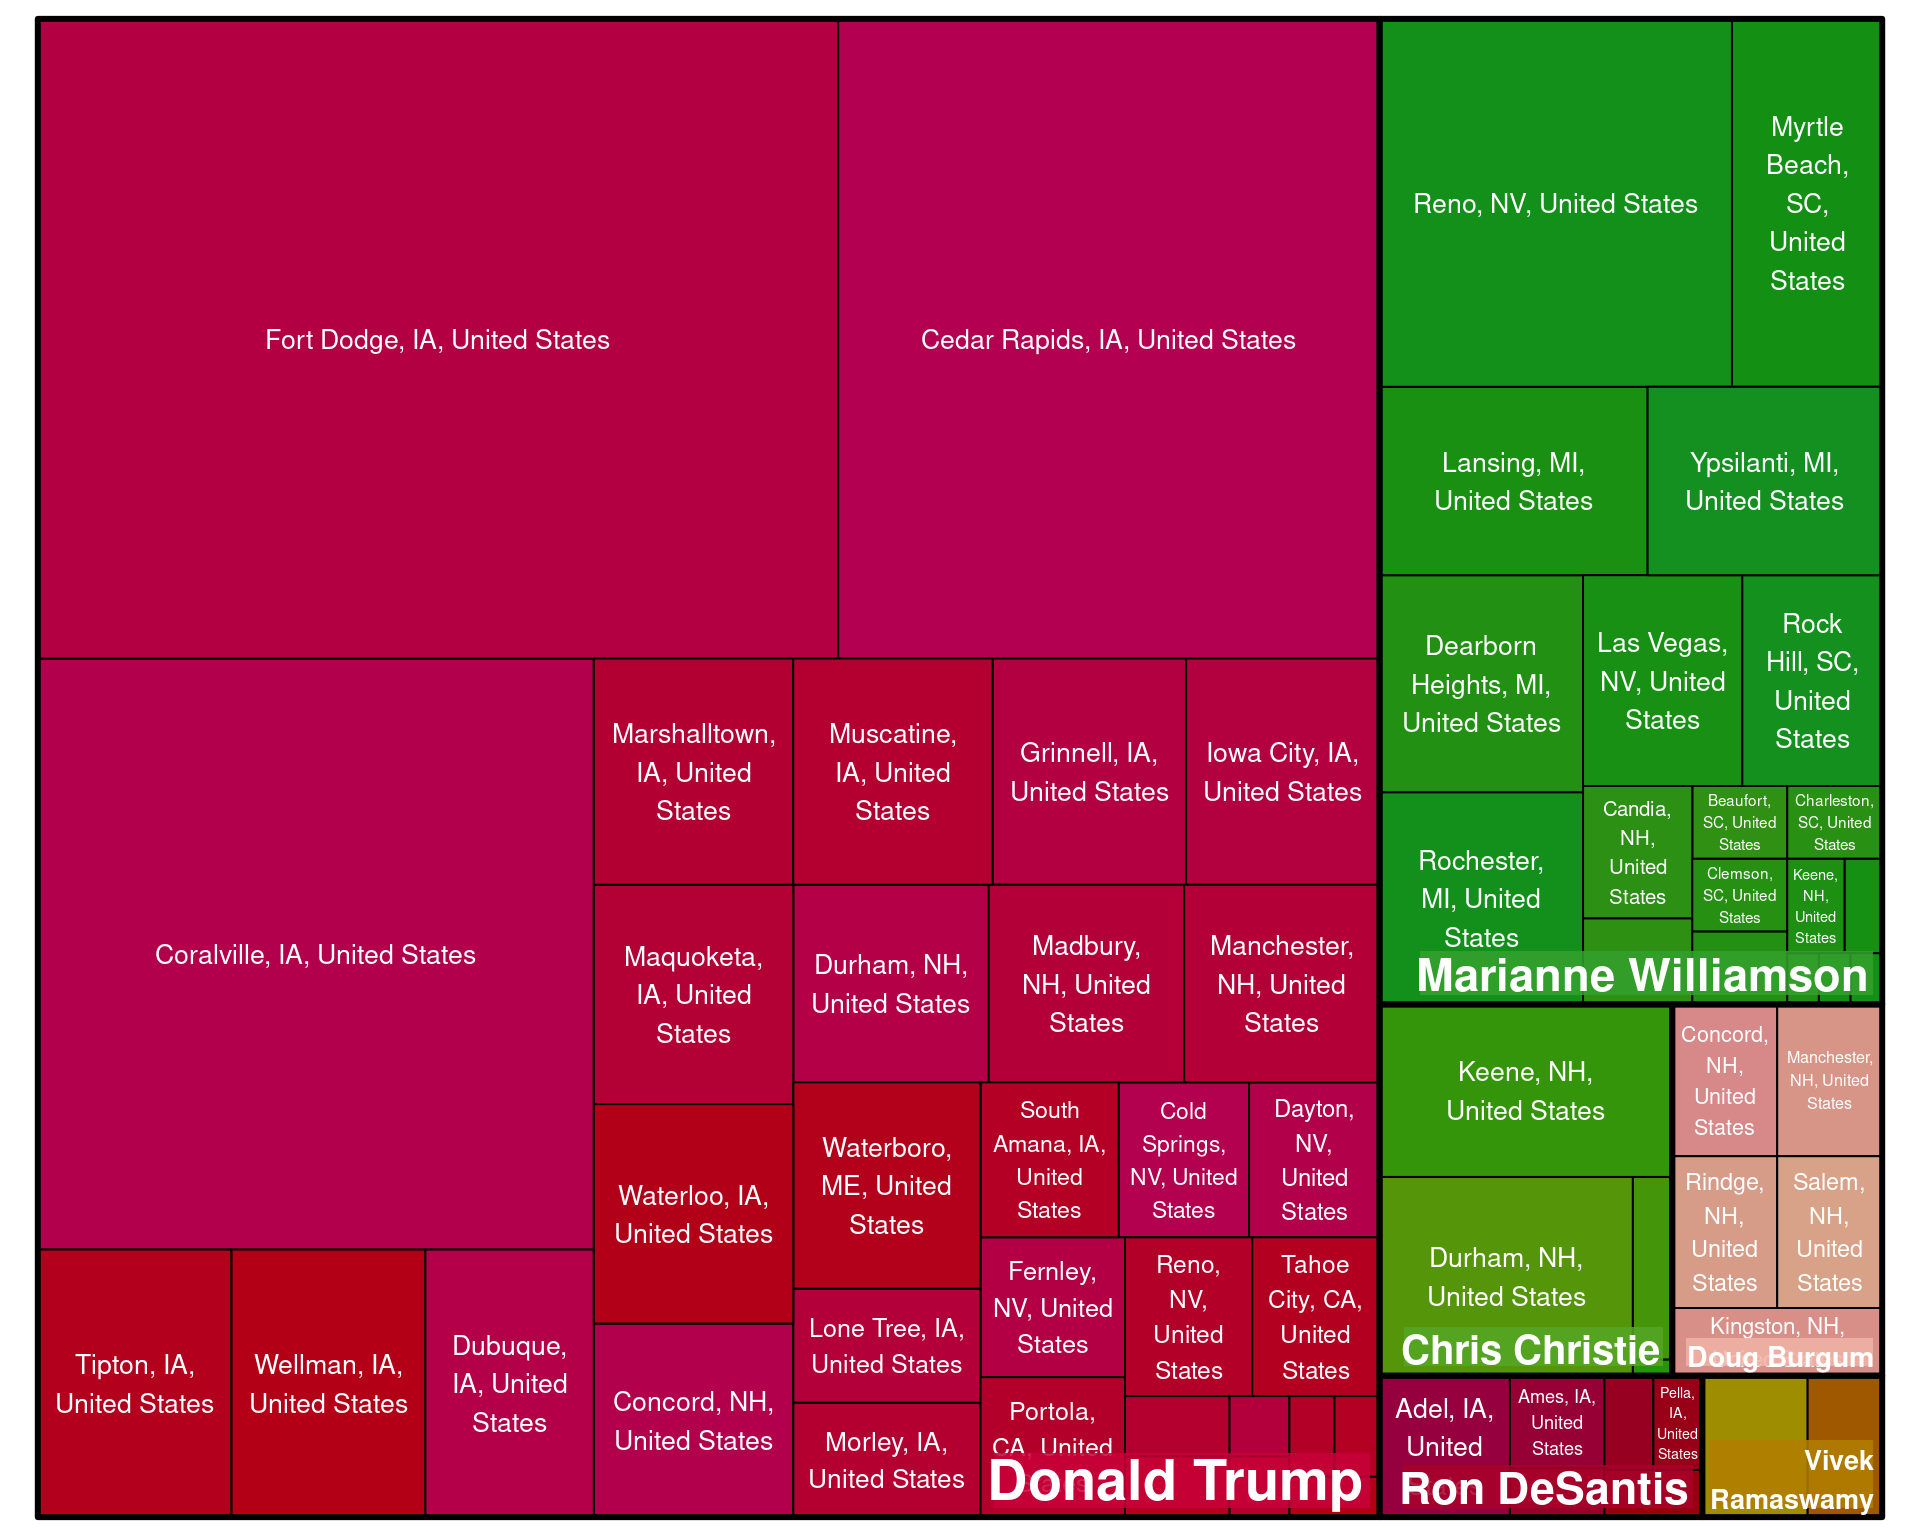 Fort Dodge, IA, United States
Cedar Rapids, IA, United States
Coralville, IA, United States
Marshalltown,
IA, United
States
Muscatine,
IA, United
States
Grinnell, IA,
United States
Iowa City, IA,
United States
Maquoketa,
IA, United
States
Durham, NH,
United States
Madbury,
NH, United
States
Manchester,
NH, United
States
Waterloo, IA,
United States
Waterboro,
ME, United
States
South
Amana, IA,
United
States
Cold
Springs,
NV, United
States
Dayton,
NV,
United
States
Fernley,
NV, United
States
Reno,
NV,
United
States
Tahoe
City, CA,
United
States
Tipton, IA,
United States
Wellman, IA,
United States
Dubuque,
IA, United
States
Concord, NH,
United States
Lone Tree, IA,
United States
Morley, IA,
United States
Portola,
CA, United
Donald Trump
Reno, NV, United States
Myrtle
Beach,
SC,
United
States
Lansing, MI,
United States
Ypsilanti, MI,
United States
Dearborn
Heights, MI,
United States
Las Vegas,
NV, United
States
Rock
Hill, SC,
United
States
Rochester,
MI, United
States
Candia,
NH,
United
States
Beaufort,
SC, United
States
Charleston,
SC, United
States
Clemson,
SC, United
States
Keene,
NH,
United
States
Marianne Williamson
Keene, NH,
United States
Durham, NH,
United States
Chris Christie
Concord,
NH,
United
States
Manchester,
NH, United
States
Rindge,
NH,
United
States
Salem,
NH,
United
States
Kingston, NH,
Doug Burgum
Adel, IA,
United
Ames, IA,
United
States
Pella,
IA,
United
States
Ron DeSantis
Vivek
Ramaswamy